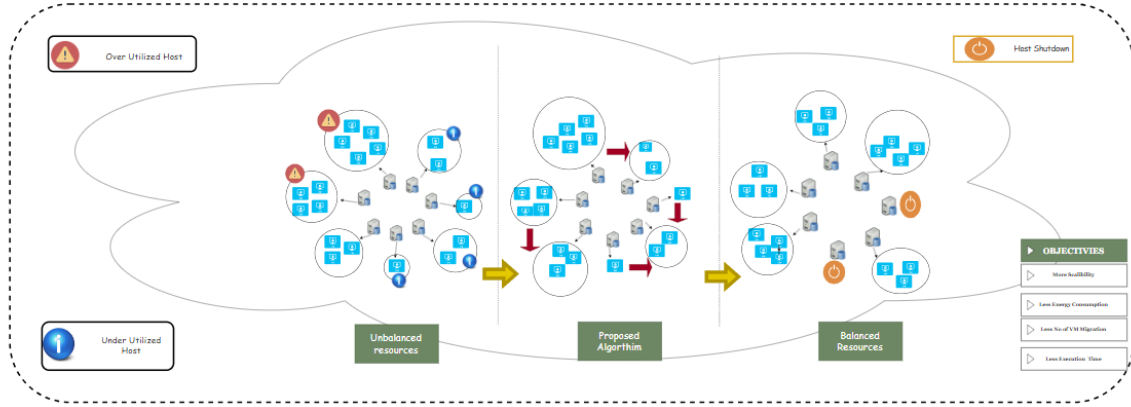 Over Utilized Host
Host Shutdown
Under Utilized
Host
Unbalanced
resources
Proposed
Algorthim
Balanced
Resources
OBJECTIVIES
More Scallibility
Less Energy Consumption
Less No of VM Migration
Less Execution Time